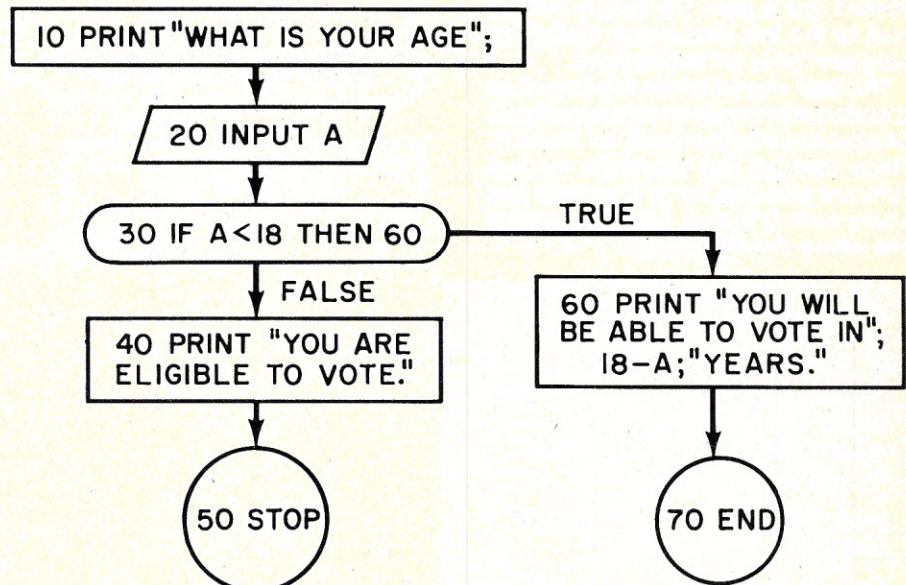 10 PRINT "WHAT IS YOUR AGE";
20 INPUT A
30 IF A<18 THEN 60
TRUE
FALSE
40 PRINT "YOU ARE
ELIGIBLE TO VOTE."
60 PRINT "YOU WILL
BE ABLE TO VOTE IN";
18-A;"YEARS."
50 STOP
70 END